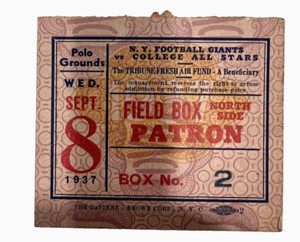 N. Y. FOOTBALL GIANTS
vs COLLEGE ALL STARS
The TRIBUNE FRESH AIR FUND - A Beneficiary
The management reserves the right to refuse
admission by refunding purchase price.
Polo
Grounds
WED.
SEPT.
8
1937
FIELD BOX NORTH
SIDE
PATRON
BOX No. 2
BROWN CORP. N. Y. C.